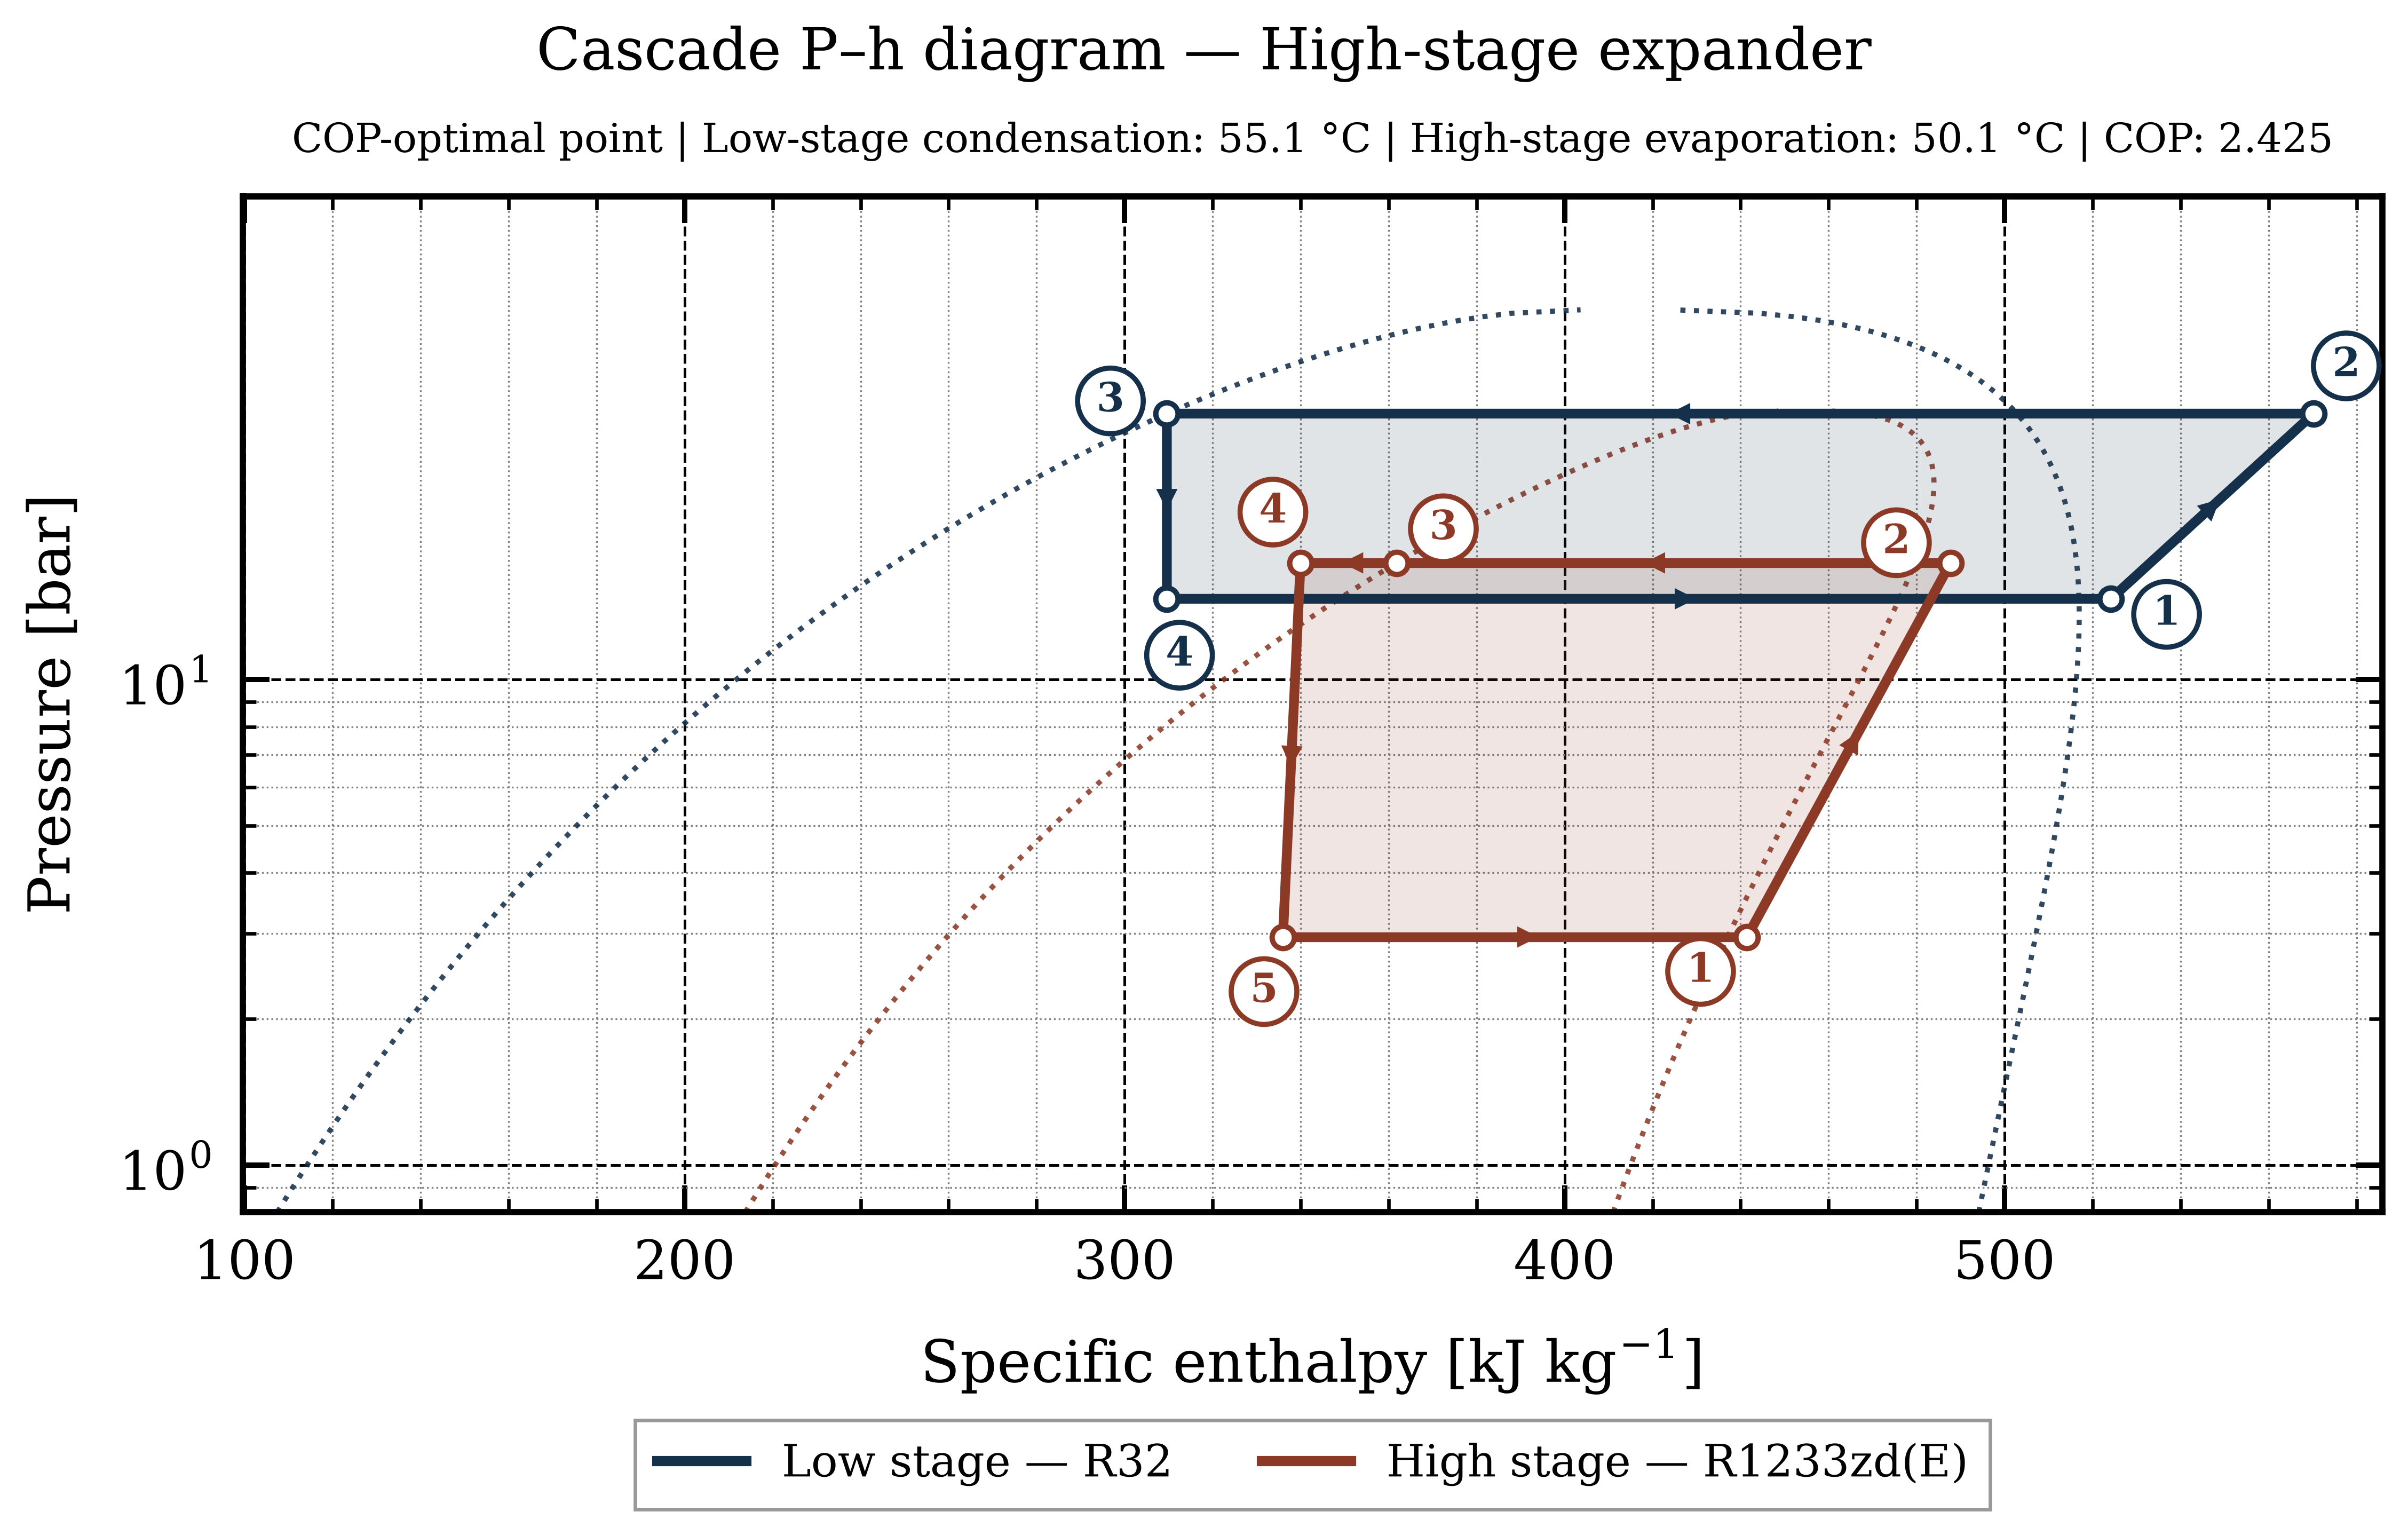 Cascade P–h diagram — High-stage expander
COP-optimal point | Low-stage condensation: 55.1 °C | High-stage evaporation: 50.1 °C | COP: 2.425
2
3
4
3
2
1
4
10¹
Pressure [bar]
1
5
10⁰
100 200 300 400 500
Specific enthalpy [kJ kg⁻¹]
Low stage — R32 High stage — R1233zd(E)